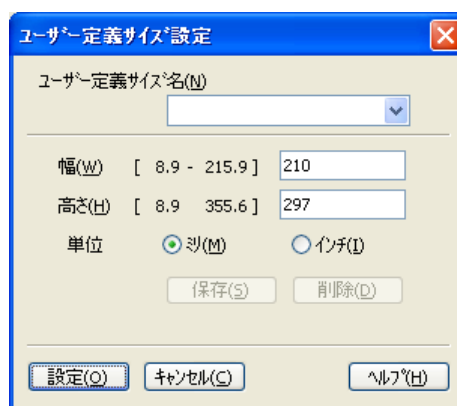 ﾕｰｻﾞｰ定義ｻｲｽﾞ設定
ﾕｰｻﾞｰ定義ｻｲｽﾞ名(N)
幅(W) [ 8.9 - 215.9] 210
高さ(H) [ 8.9 355.6] 297
単位 ﾐﾘ(M) ｲﾝﾁ(I)
保存(S) 削除(D)
設定(O) ｷｬﾝｾﾙ(C) ﾍﾙﾌﾟ(H)